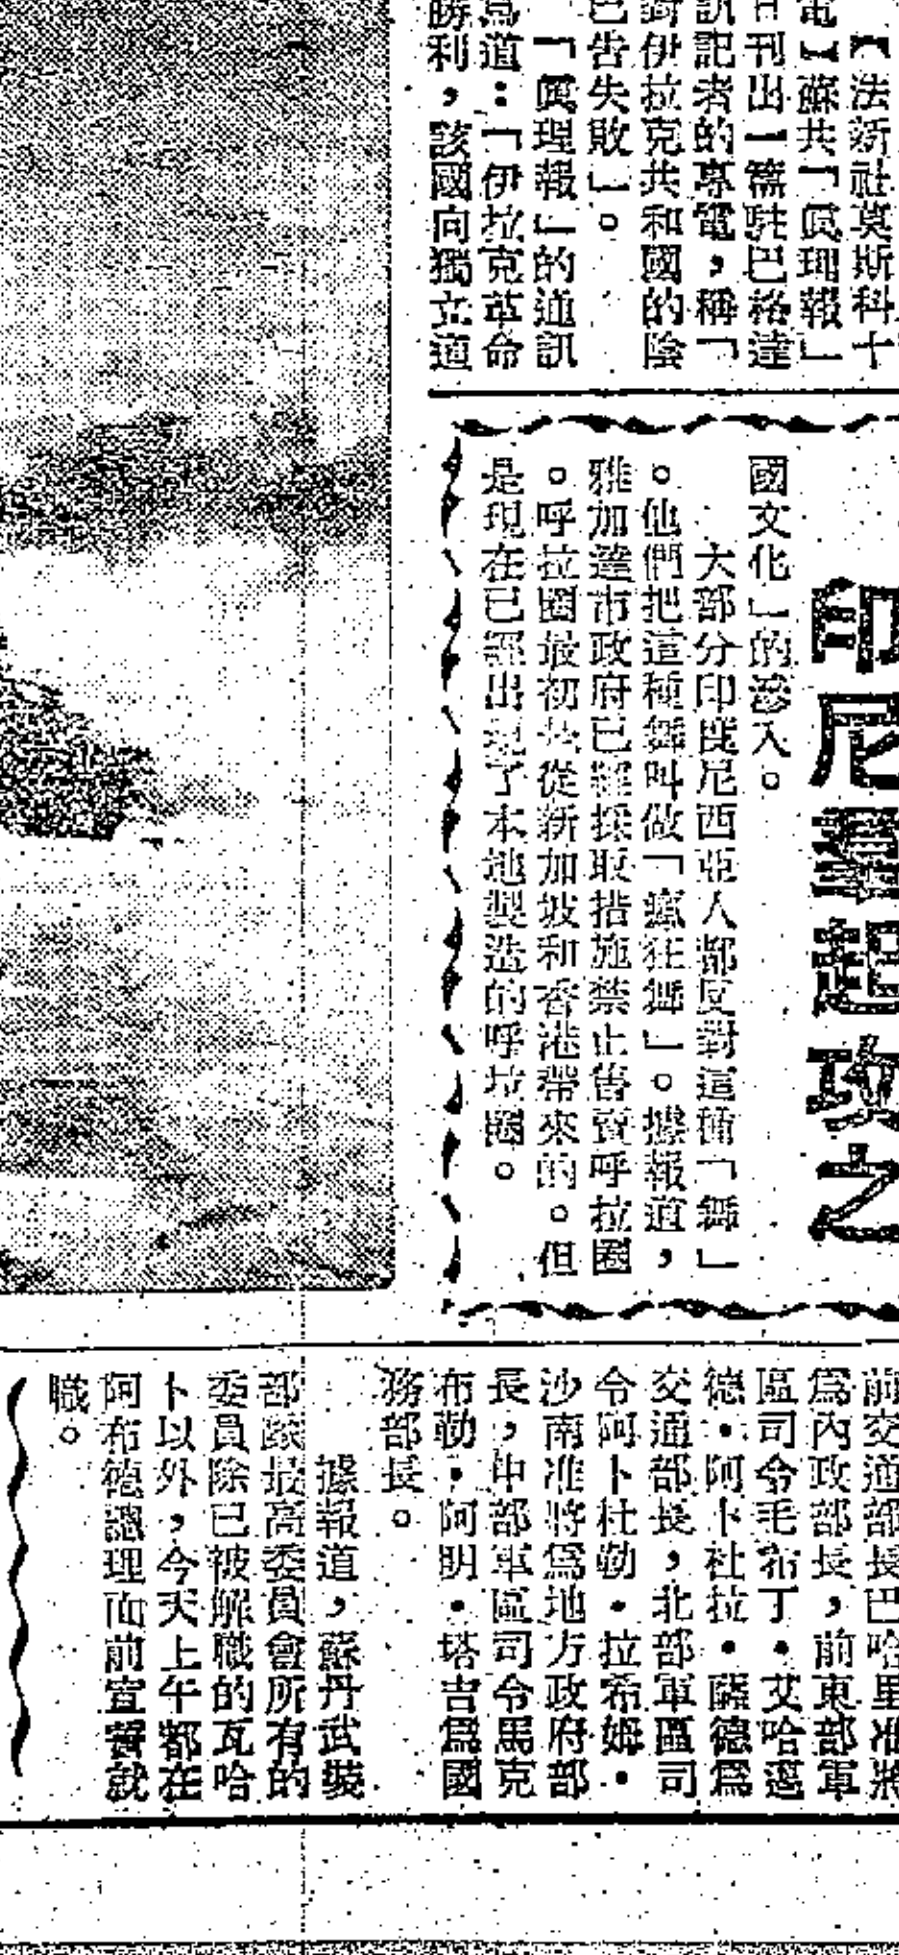 【法新社莫斯科十
電】蘇共「眞理報」
日刊出一篇駐巴格達
訊記者的專電，稱「
對伊拉克共和國的陰
已告失敗」。
「眞理報」的通訊
爲道：「伊拉克革命
勝利，該國向獨立道
印尼羣起攻之
國文化」的滲入。
大部分印度尼西亞人都反對這種「舞」
。他們把這種舞叫做「瘋狂舞」。據報道，
雅加達市政府已經採取措施禁止售賣呼拉圈
。呼拉圈最初是從新加坡和香港帶來的。但
是現在已經出現了本地製造的呼拉圈。
前交通部長巴哈里准將
爲內政部長，前東部軍
區司令毛希丁·艾哈邁
德·阿卜杜拉·薩德爲
交通部長，北部軍區司
令阿卜杜勒·拉希姆·
沙南准將爲地方政府部
長，中部軍區司令馬克
布勒·阿明·塔吉爲國
務部長。
據報道，蘇丹武裝
部隊最高委員會所有的
委員除已被解職的瓦哈
卜以外，今天上午都在
阿布德總理面前宣誓就
職。